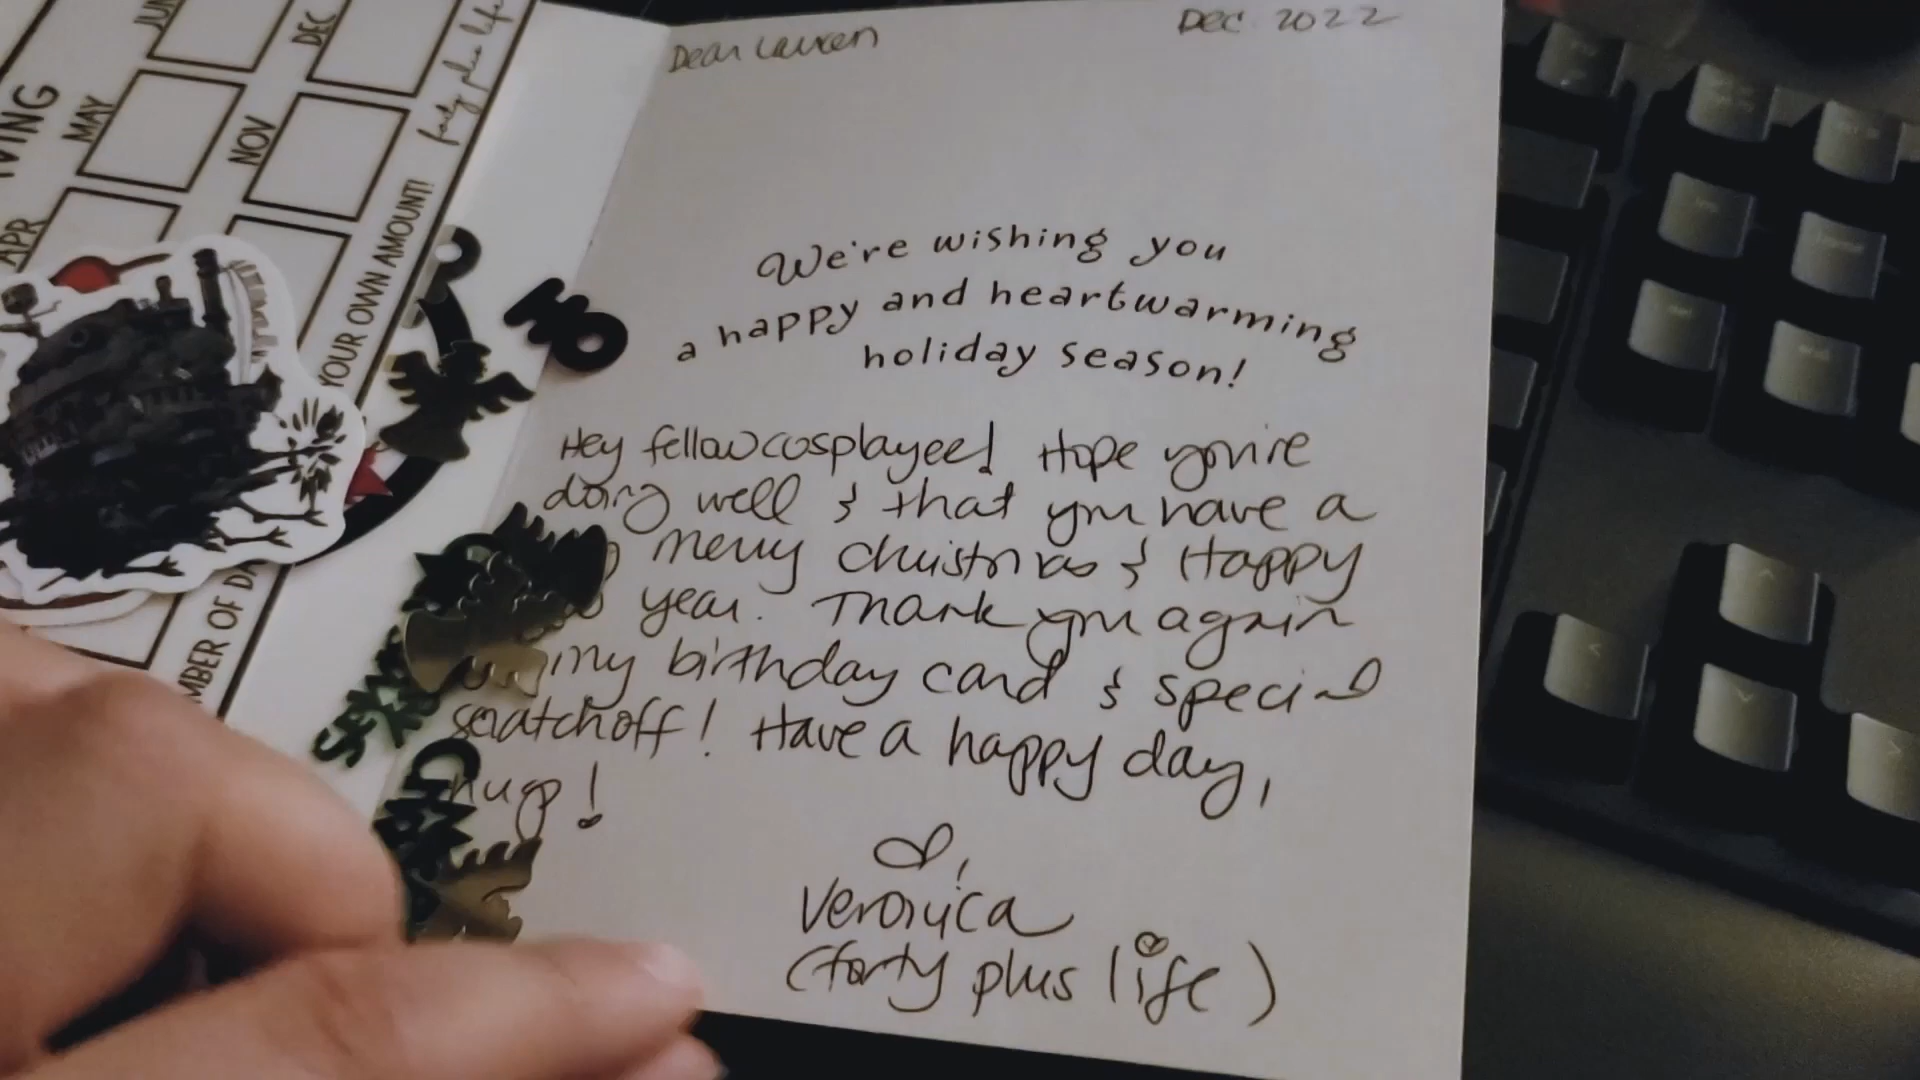 Dear Lauren
Dec 2022
We're wishing you
a happy and heartwarming
holiday season!
Hey fellow cosplayer! Hope you're
doing well & that you have a
merry Christmas & Happy
year. Thank you again
my birthday card & special
scratchoff! Have a happy day,
hugs!
Veronica
(forty plus life)
VING
JUN
DEC
MAY
NOV
APR
YOUR OWN AMOUNT!
forty plus life
MBER OF DA
HO